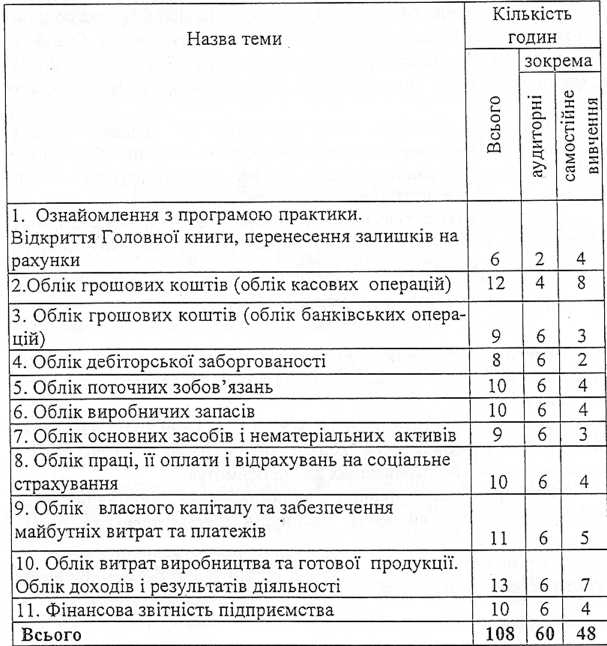 Назва теми
Кількість
годин
Всього
зокрема
аудиторні
самостійне
вивчення
1. Ознайомлення з програмою практики.
Відкриття Головної книги, перенесення залишків на
рахунки 6 2 4
2.Облік грошових коштів (облік касових операцій) 12 4 8
3. Облік грошових коштів (облік банківських опера-
цій) 9 6 3
4. Облік дебіторської заборгованості 8 6 2
5. Облік поточних зобов’язань 10 6 4
6. Облік виробничих запасів 10 6 4
7. Облік основних засобів і нематеріальних активів 9 6 3
8. Облік праці, її оплати і відрахувань на соціальне
страхування 10 6 4
9. Облік власного капіталу та забезпечення
майбутніх витрат та платежів 11 6 5
10. Облік витрат виробництва та готової продукції.
Облік доходів і результатів діяльності 13 6 7
11. Фінансова звітність підприємства 10 6 4
Всього 108 60 48